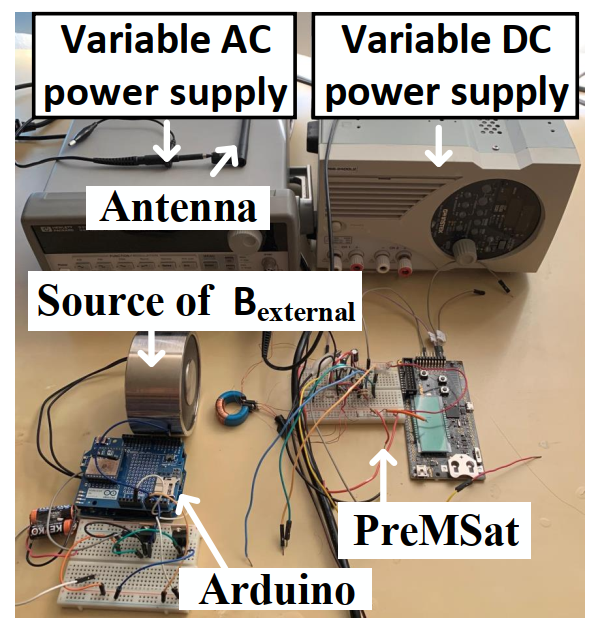 Variable AC
power supply
Variable DC
power supply
Antenna
Source of Bexternal
PreMSat
Arduino